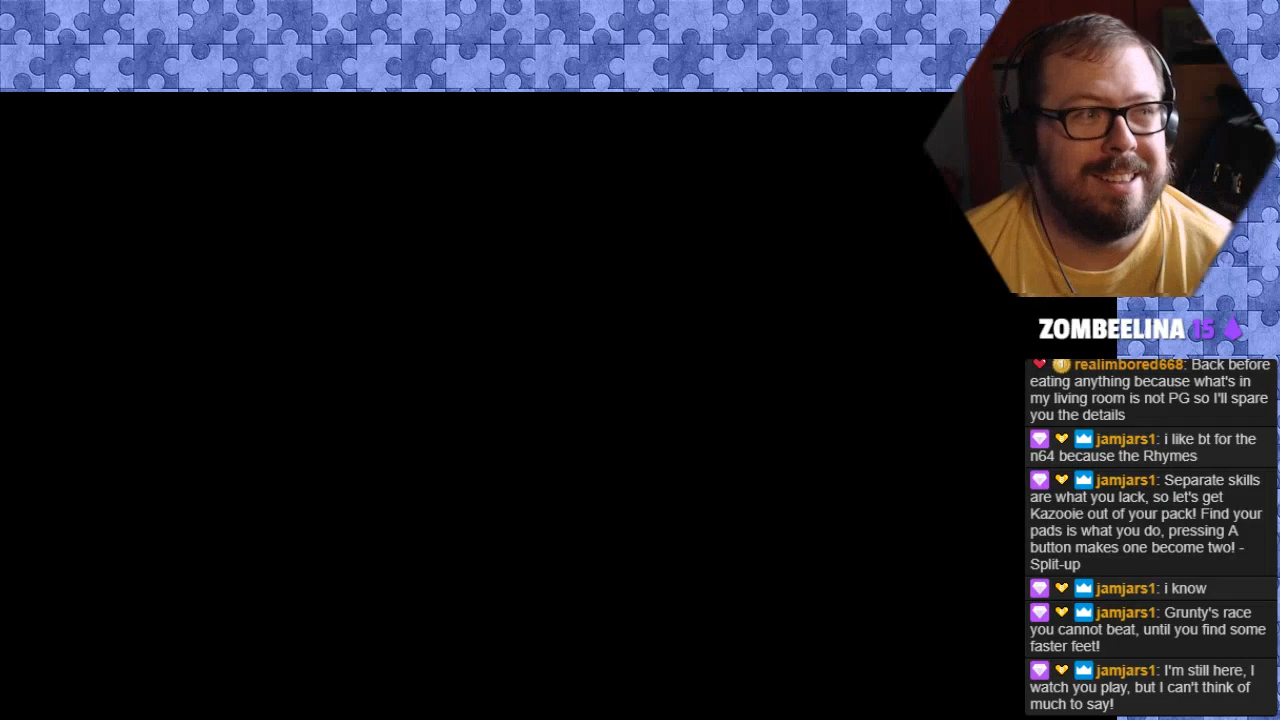 ZOMBEELINA 15
realimbored668: Back before
eating anything because what's in
my living room is not PG so I'll spare
you the details
jamjars1: i like bt for the
n64 because the Rhymes
jamjars1: Separate skills
are what you lack, so let's get
Kazooie out of your pack! Find your
pads is what you do, pressing A
button makes one become two! -
Split-up
jamjars1: i know
jamjars1: Grunty's race
you cannot beat, until you find some
faster feet!
jamjars1: I'm still here, I
watch you play, but I can't think of
much to say!